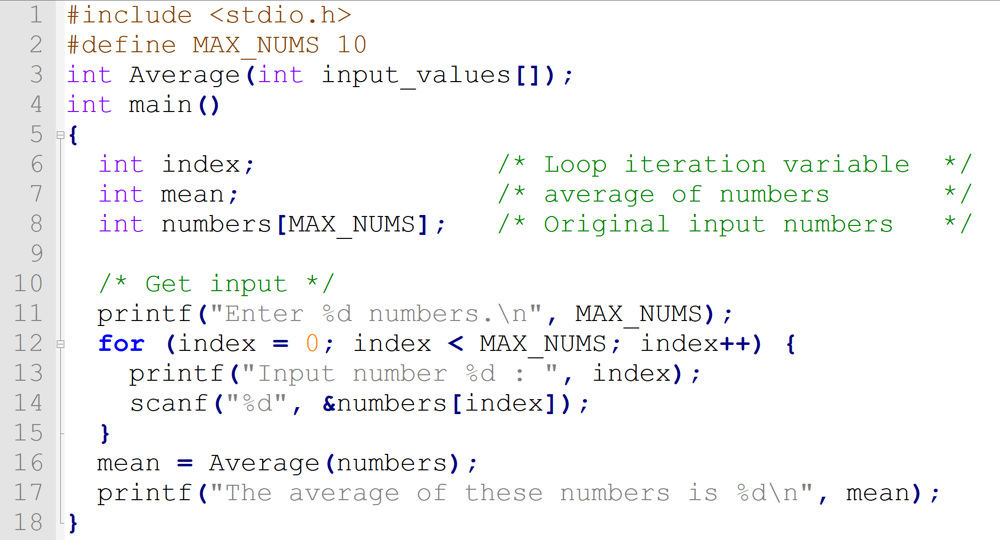 1 #include <stdio.h>
2 #define MAX_NUMS 10
3 int Average(int input_values[]);
4 int main()
5 {
6   int index;               /* Loop iteration variable  */
7   int mean;                /* average of numbers       */
8   int numbers[MAX_NUMS];   /* Original input numbers   */
9
10   /* Get input */
11   printf("Enter %d numbers.\n", MAX_NUMS);
12   for (index = 0; index < MAX_NUMS; index++) {
13     printf("Input number %d : ", index);
14     scanf("%d", &numbers[index]);
15   }
16   mean = Average(numbers);
17   printf("The average of these numbers is %d\n", mean);
18 }